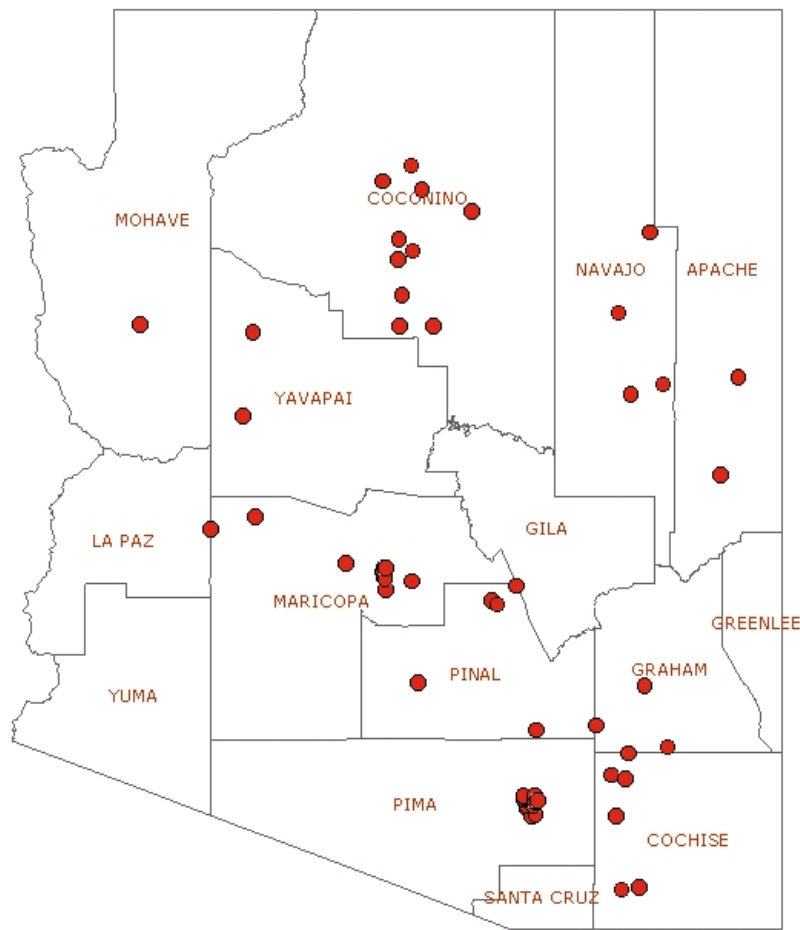 COCONINO
MOHAVE
NAVAJO
APACHE
YAVAPAI
GILA
LA PAZ
MARICOPA
GREENLEE
GRAHAM
PINAL
YUMA
PIMA
COCHISE
SANTA CRUZ